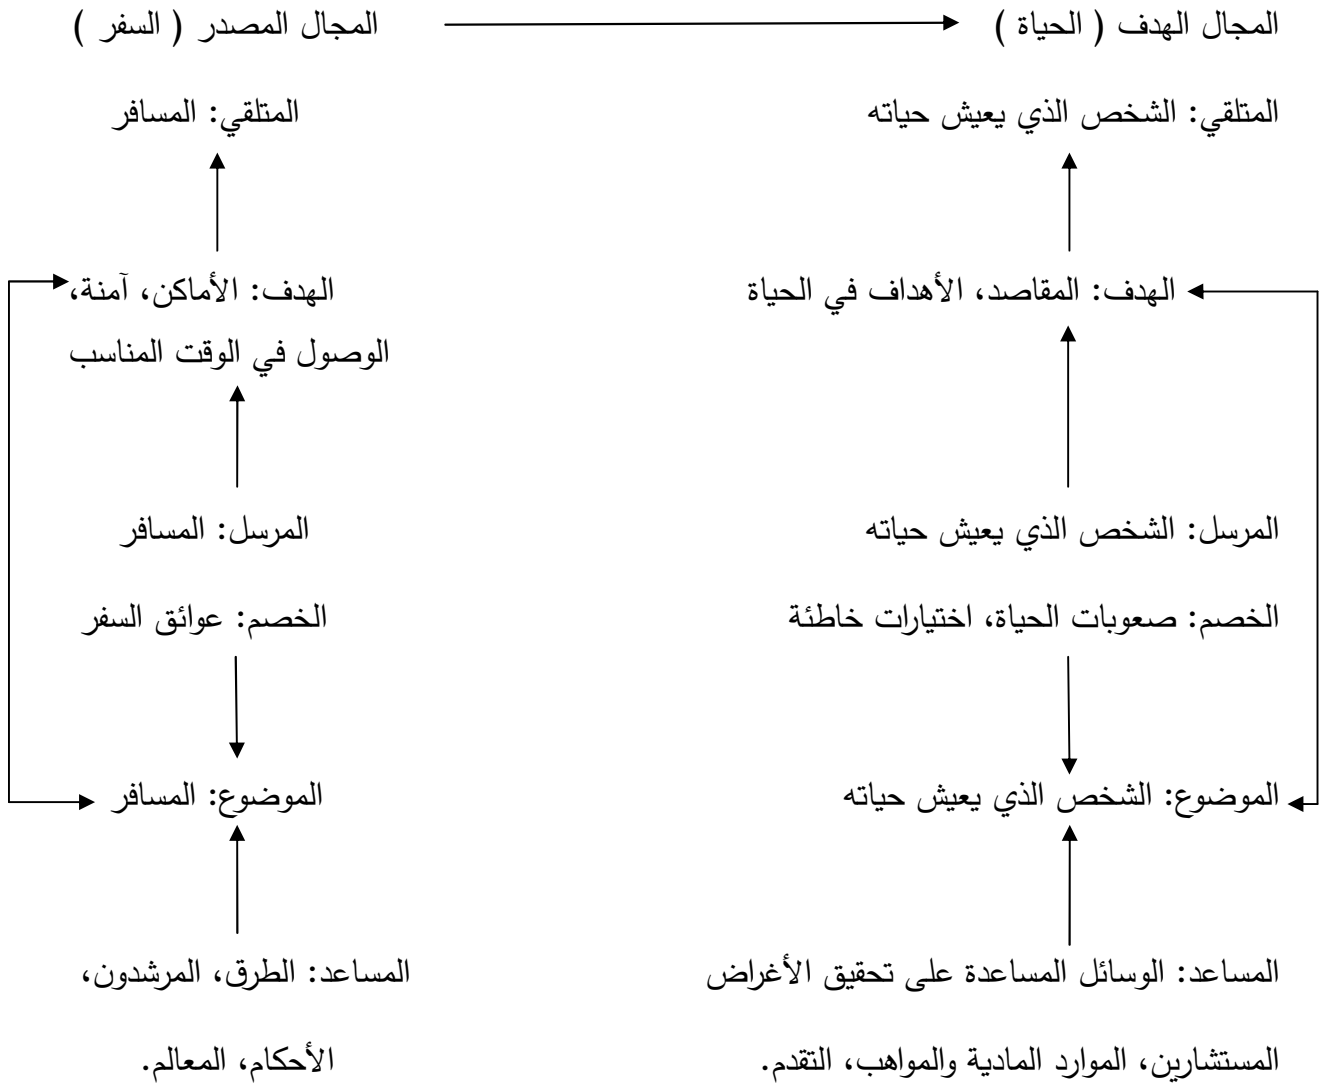 المجال الهدف ( الحياة )
المجال المصدر ( السفر )
المتلقي: الشخص الذي يعيش حياته
المتلقي: المسافر
الهدف: المقاصد، الأهداف في الحياة
الهدف: الأماكن، آمنة،
الوصول في الوقت المناسب
المرسل: الشخص الذي يعيش حياته
المرسل: المسافر
الخصم: صعوبات الحياة، اختيارات خاطئة
الخصم: عوائق السفر
الموضوع: الشخص الذي يعيش حياته
الموضوع: المسافر
المساعد: الوسائل المساعدة على تحقيق الأغراض
المساعد: الطرق، المرشدون،
المستشارين، الموارد المادية والمواهب، التقدم.
الأحكام، المعالم.